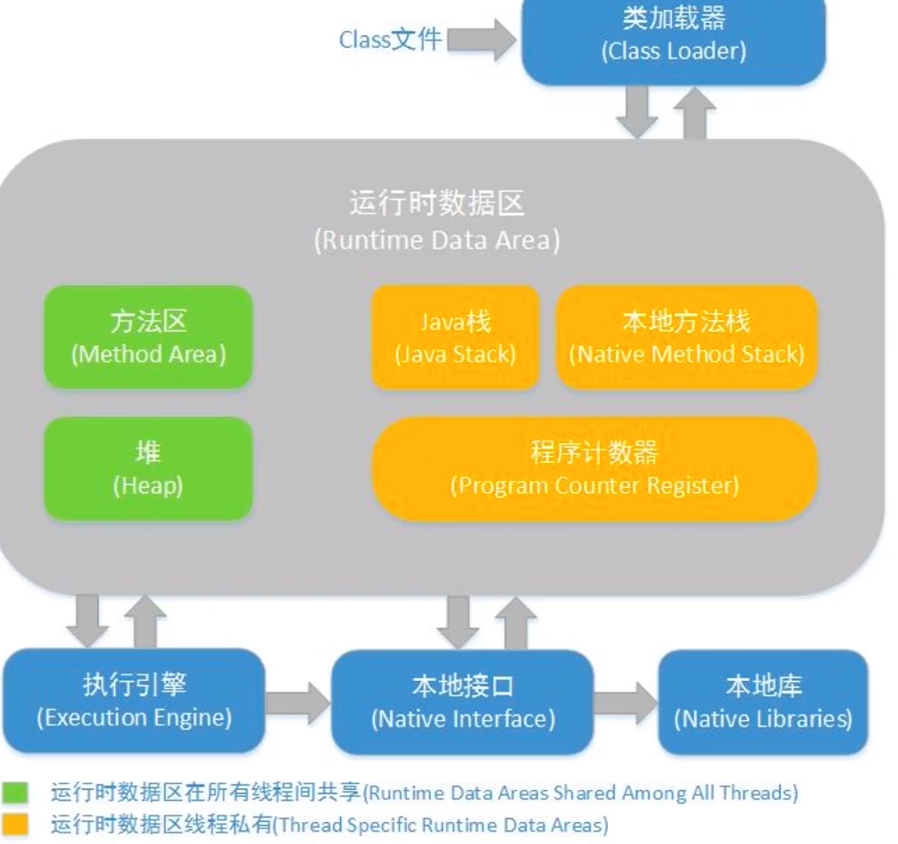 Class文件
类加载器
(Class Loader)
运行时数据区
(Runtime Data Area)
方法区
(Method Area)
Java栈
(Java Stack)
本地方法栈
(Native Method Stack)
堆
(Heap)
程序计数器
(Program Counter Register)
执行引擎
(Execution Engine)
本地接口
(Native Interface)
本地库
(Native Libraries)
运行时数据区在所有线程间共享(Runtime Data Areas Shared Among All Threads)
运行时数据区线程私有(Thread Specific Runtime Data Areas)